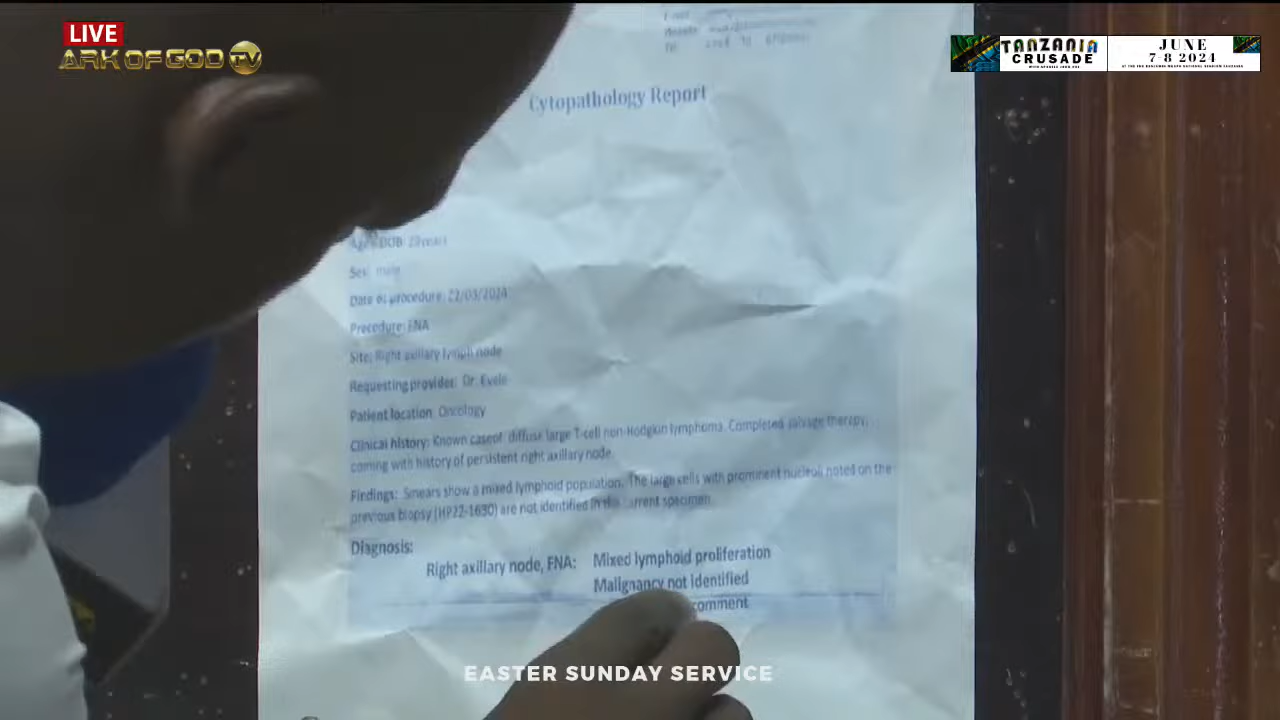 LIVE
ARK OF GOD TV
TANZANIA
CRUSADE
JUNE
7-8 2024
Cytopathology Report
Age/DOB: 29years
Sex: male
Date of procedure: 22/03/2024
Procedure: FNA
Site: Right axillary lymph node
Requesting provider: Dr. Evele
Patient location: Oncology
Clinical history: Known case of diffuse large T-cell non-Hodgkin lymphoma. Completed salvage therapy,
coming with history of persistent right axillary node.
Findings: Smears show a mixed lymphoid population. The large cells with prominent nucleoli noted on the
previous biopsy (HP22-1630) are not identified in the current specimen.
Diagnosis:
Right axillary node, FNA: Mixed lymphoid proliferation
Malignancy not identified
comment
EASTER SUNDAY SERVICE